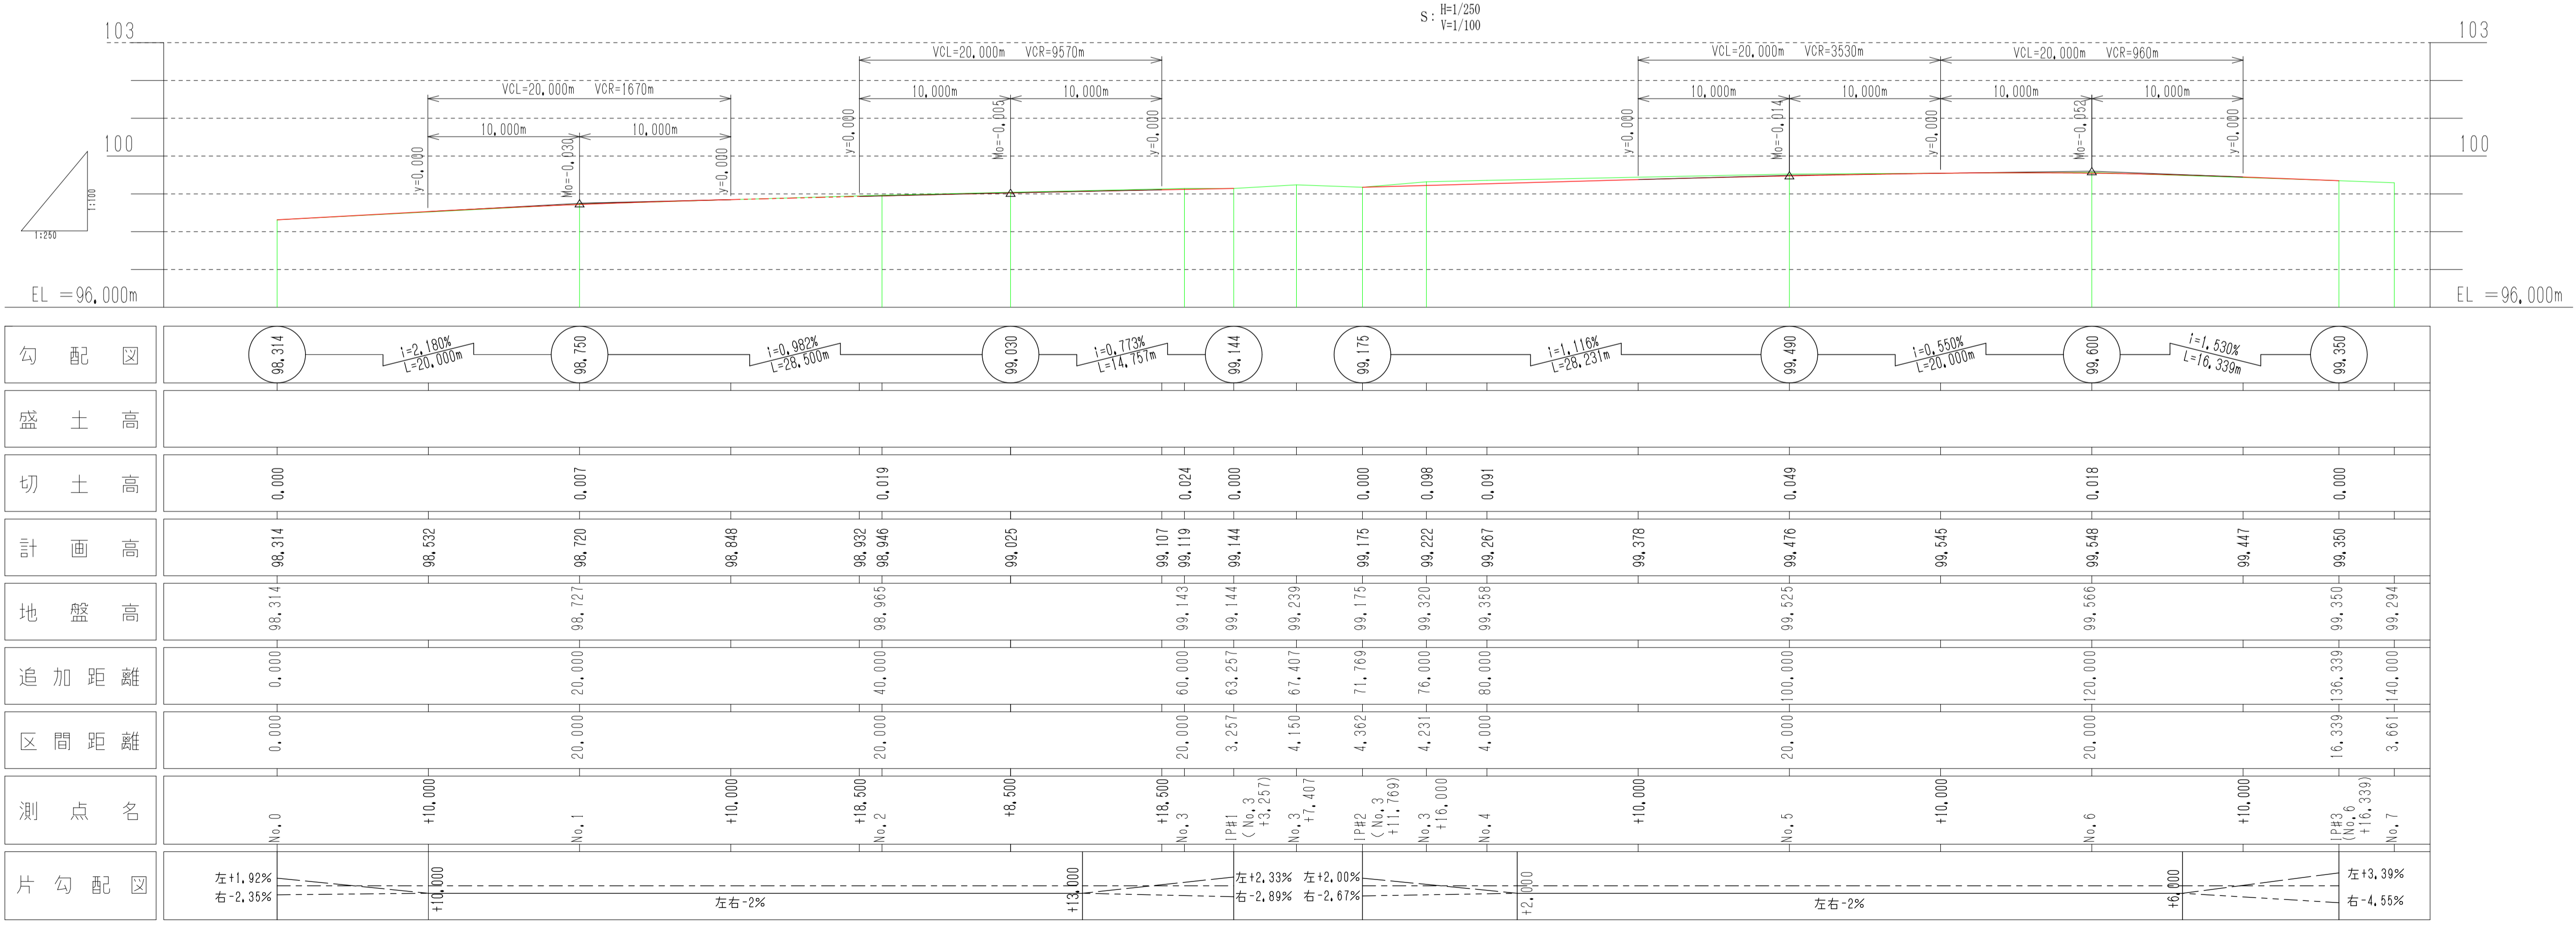 S: H=1/250
V=1/100
103
103
VCL=20,000m VCR=9570m
VCL=20,000m VCR=3530m
VCL=20,000m VCR=960m
VCL=20,000m VCR=1670m
10,000m
10,000m
10,000m
10,000m
10,000m
10,000m
10,000m
10,000m
100
100
y=0,000
Mo=-0,030
y=0,000
y=0,000
Mo=-0,005
y=0,000
y=0,000
Mo=-0,014
y=0,000
Mo=-0,052
y=0,000
1:100
1:250
EL =96,000m
EL =96,000m
勾配図
98,314
i=2,180%
L=20,000m
98,750
i=0,982%
L=28,500m
99,030
i=0,773%
L=14,757m
99,144
99,175
i=1,116%
L=28,231m
99,490
i=0,550%
L=20,000m
99,600
i=1,530%
L=16,339m
99,350
盛土高
切土高
0,000
0,007
0,019
0,024
0,000
0,000
0,098
0,091
0,049
0,018
0,000
計画高
98,314
98,532
98,720
98,848
98,932
98,946
99,025
99,107
99,119
99,144
99,175
99,222
99,267
99,378
99,476
99,545
99,548
99,447
99,350
地盤高
98,314
98,727
98,965
99,143
99,144
99,239
99,175
99,320
99,358
99,525
99,566
99,350
99,294
追加距離
0,000
20,000
40,000
60,000
63,257
67,407
71,769
76,000
80,000
100,000
120,000
136,339
140,000
区間距離
0,000
20,000
20,000
20,000
3,257
4,150
4,362
4,231
4,000
20,000
20,000
16,339
3,661
測点名
No,0
+10,000
No,1
+10,000
+18,500
No,2
+8,500
+18,500
No,3
IP#1
(No,3
+3,257)
No,3
+7,407
IP#2
(No,3
+11,769)
No,3
+16,000
No,4
+10,000
No,5
+10,000
No,6
+10,000
IP#3
(No,6
+16,339)
No,7
片勾配図
左+1,92%
右-2,35%
+10,000
左右-2%
+13,000
左+2,33%
右-2,89%
左+2,00%
右-2,67%
+2,000
左右-2%
+6,000
左+3,39%
右-4,55%